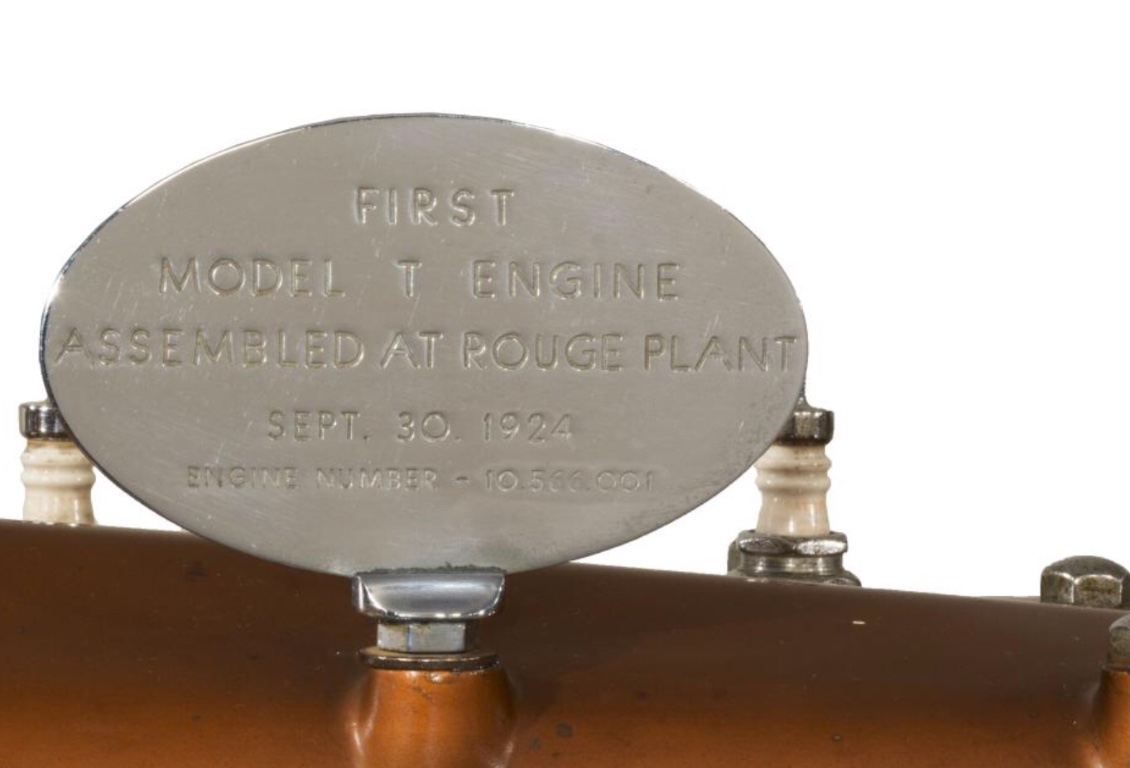 FIRST
MODEL T ENGINE
ASSEMBLED AT ROUGE PLANT
SEPT. 30. 1924
ENGINE NUMBER - 10.566.001